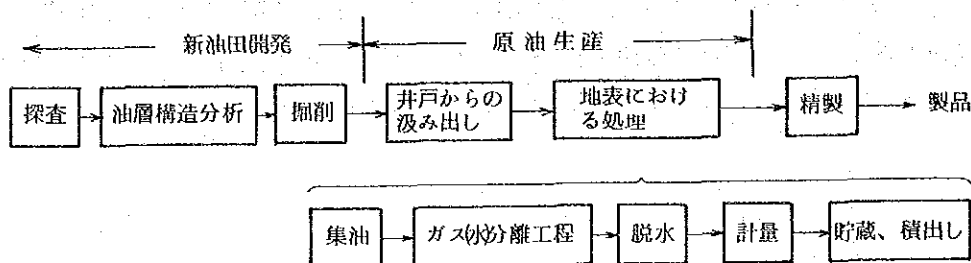 新油田開発
原油生産
探査
油層構造分析
掘削
井戸からの
汲み出し
地表におけ
る処理
精製
製品
集油
ガス(水)分離工程
脱水
計量
貯蔵、積出し